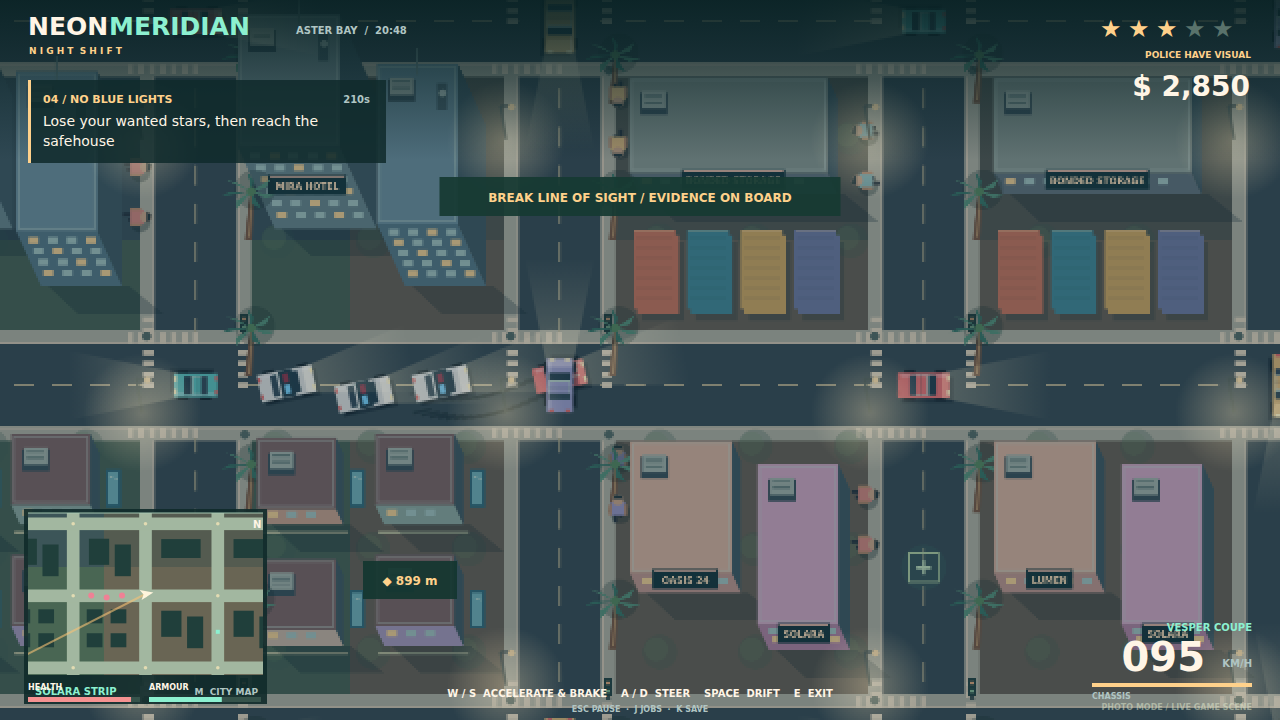 NEONMERIDIAN
NIGHT SHIFT
ASTER BAY / 20:48
POLICE HAVE VISUAL
$ 2,850
04 / NO BLUE LIGHTS 210s
Lose your wanted stars, then reach the
safehouse
BREAK LINE OF SIGHT / EVIDENCE ON BOARD
MIRA HOTEL
BONDED STORAGE
BONDED STORAGE
◆ 899 m
OASIS 24
SOLARA
LUMEN
SOLARA
N
HEALTH
ARMOUR
SOLARA STRIP
M CITY MAP
VESPER COUPE
095 KM/H
CHASSIS
PHOTO MODE / LIVE GAME SCENE
W / S ACCELERATE & BRAKE A / D STEER SPACE DRIFT E EXIT
ESC PAUSE · J JOBS · K SAVE